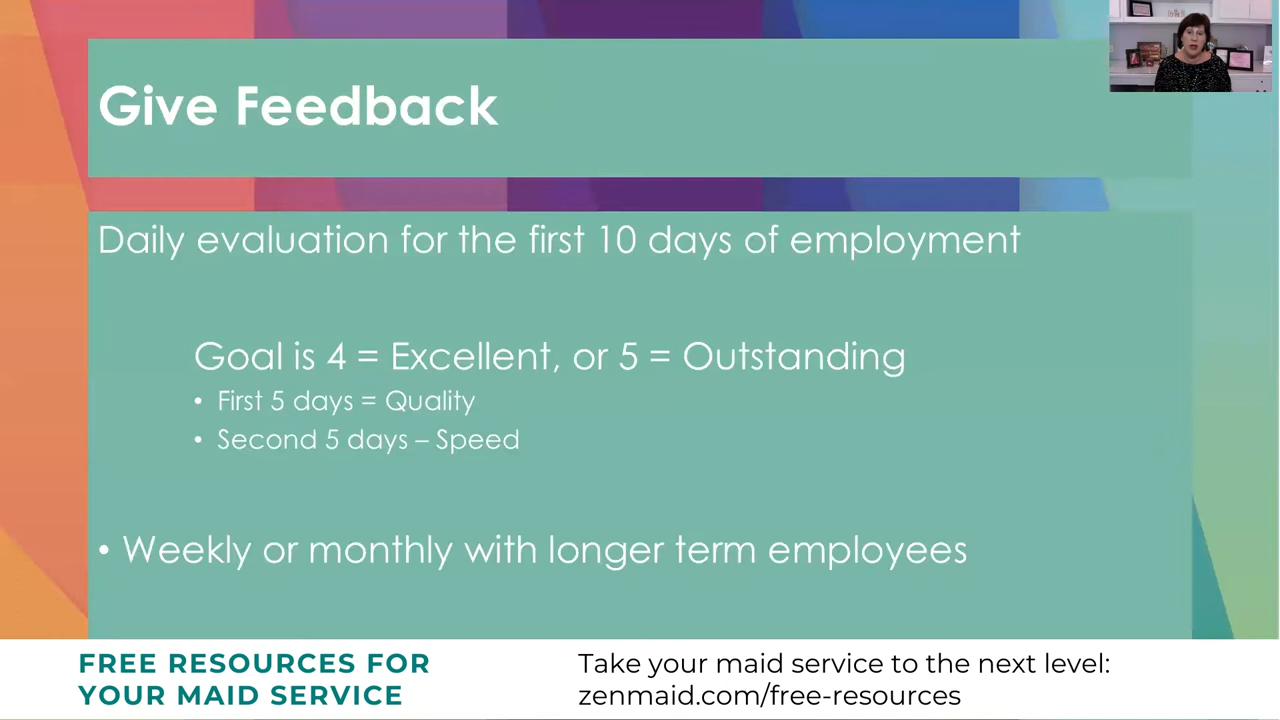 Give Feedback
Daily evaluation for the first 10 days of employment
Goal is 4 = Excellent, or 5 = Outstanding
• First 5 days = Quality
• Second 5 days – Speed
• Weekly or monthly with longer term employees
FREE RESOURCES FOR
YOUR MAID SERVICE
Take your maid service to the next level:
zenmaid.com/free-resources